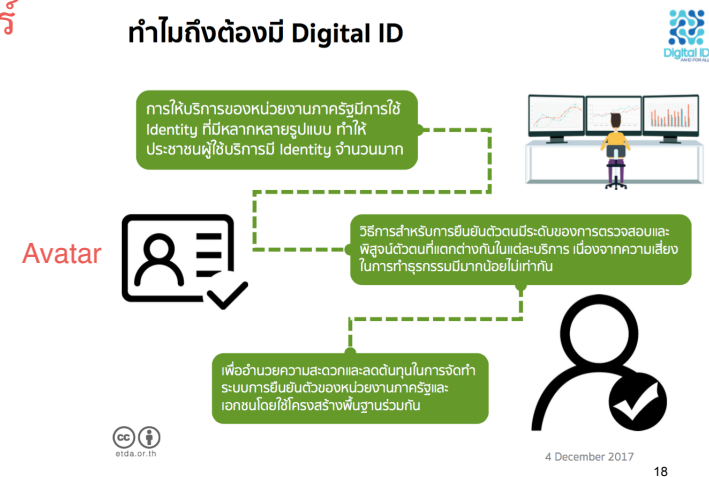 ร์
ทำไมถึงต้องมี Digital ID
Digital ID
AN ID FOR ALL
การให้บริการของหน่วยงานภาครัฐมีการใช้
Identity ที่มีหลากหลายรูปแบบ ทำให้
ประชาชนผู้ใช้บริการมี Identity จำนวนมาก
Avatar
วิธีการสำหรับการยืนยันตัวตนมีระดับของการตรวจสอบและ
พิสูจน์ตัวตนที่แตกต่างกันในแต่ละบริการ เนื่องจากความเสี่ยง
ในการทำธุรกรรมมีมากน้อยไม่เท่ากัน
เพื่ออำนวยความสะดวกและลดต้นทุนในการจัดทำ
ระบบการยืนยันตัวของหน่วยงานภาครัฐและ
เอกชนโดยใช้โครงสร้างพื้นฐานร่วมกัน
cc
etda.or.th
4 December 2017
18